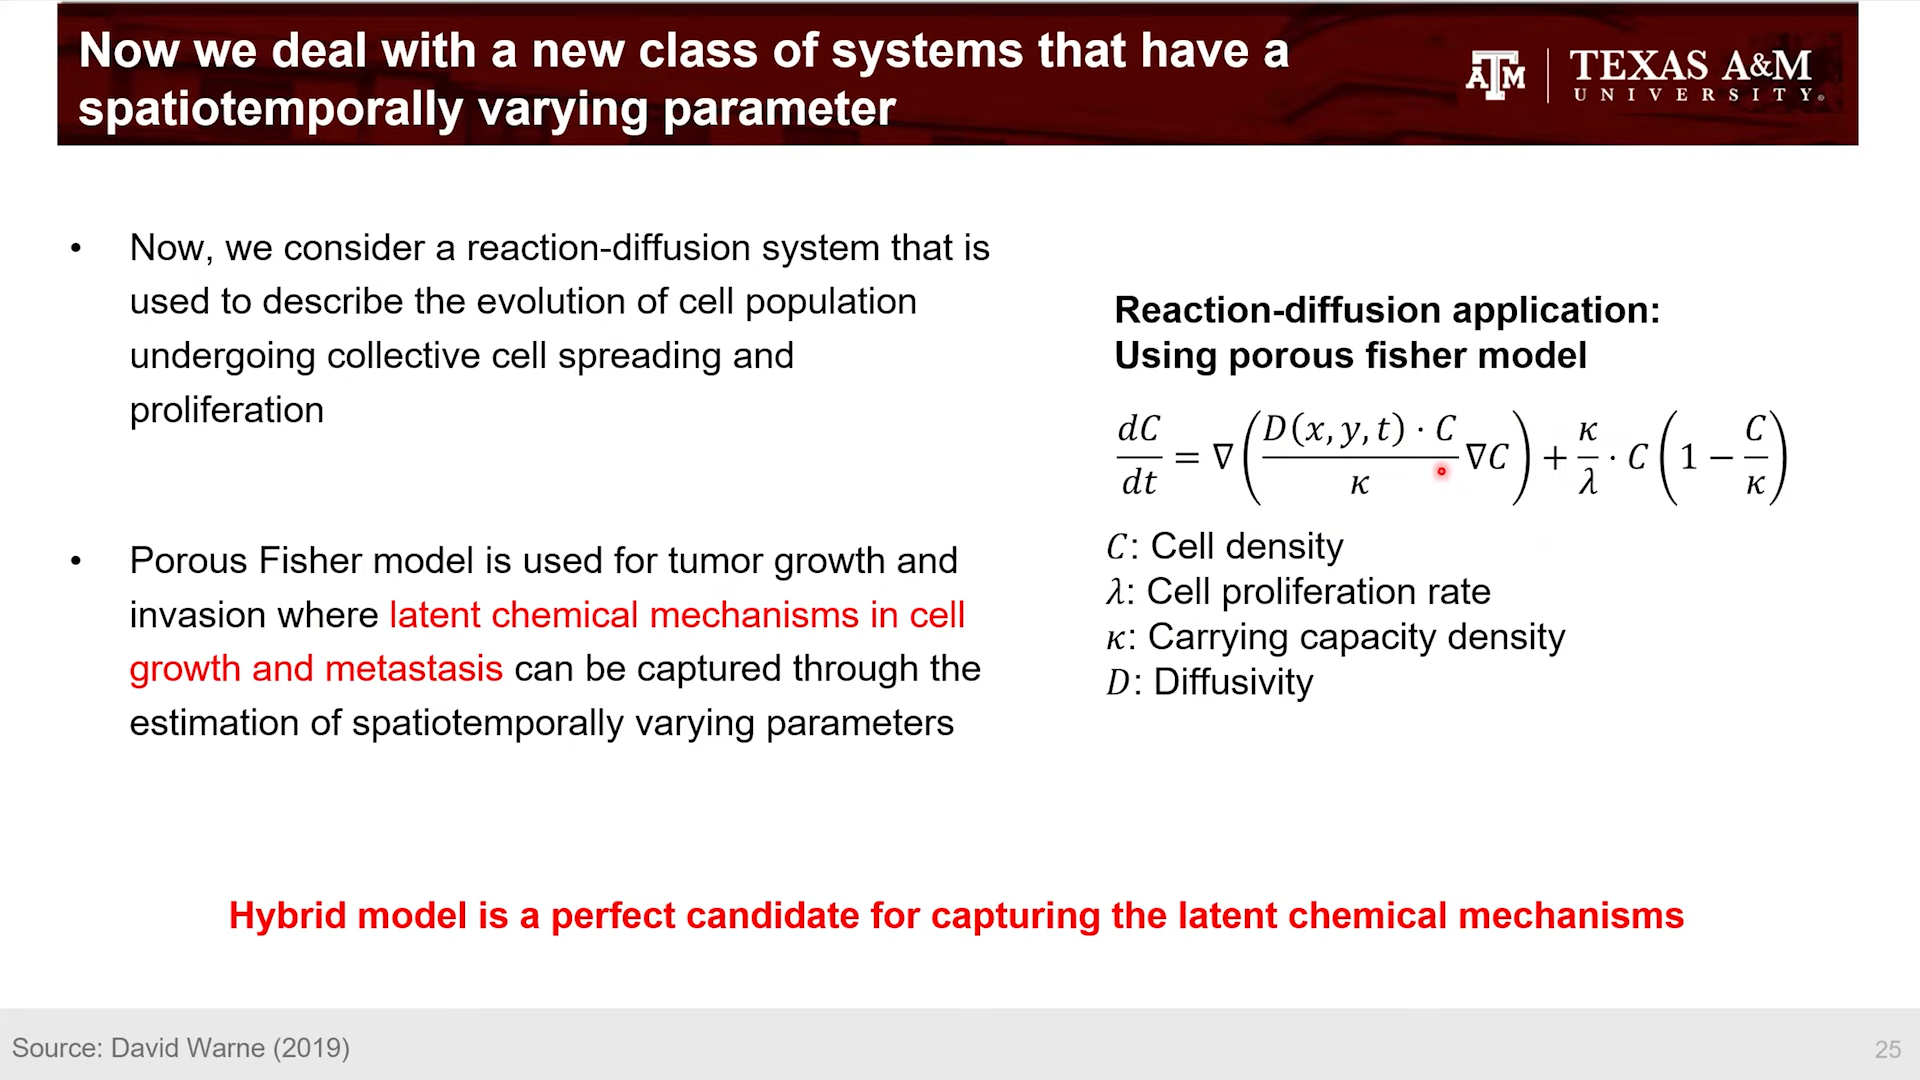 Now we deal with a new class of systems that have a
spatiotemporally varying parameter
ATM | TEXAS A&M
UNIVERSITY®
• Now, we consider a reaction-diffusion system that is
used to describe the evolution of cell population
undergoing collective cell spreading and
proliferation
• Porous Fisher model is used for tumor growth and
invasion where latent chemical mechanisms in cell
growth and metastasis can be captured through the
estimation of spatiotemporally varying parameters
Reaction-diffusion application:
Using porous fisher model
dC/dt = ∇(D(x, y, t) · C/κ ∇C) + κ/λ · C(1 − C/κ)
C: Cell density
λ: Cell proliferation rate
κ: Carrying capacity density
D: Diffusivity
Hybrid model is a perfect candidate for capturing the latent chemical mechanisms
Source: David Warne (2019)
25